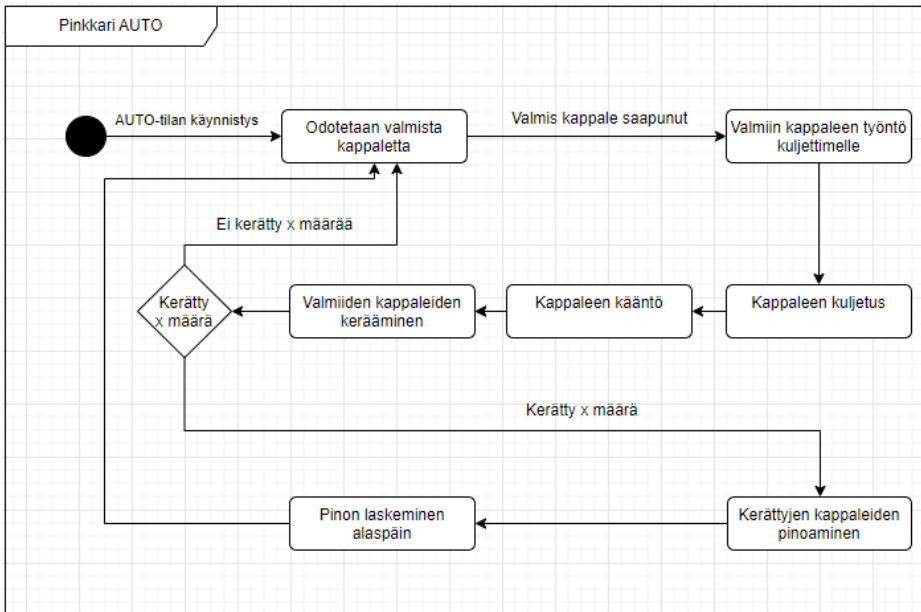 Pinkkari AUTO
AUTO-tilan käynnistys
Odotetaan valmista
kappaletta
Valmis kappale saapunut
Valmiin kappaleen työntö
kuljettimelle
Ei kerätty x määrää
Kerätty
x määrä
Valmiiden kappaleiden
kerääminen
Kappaleen kääntö
Kappaleen kuljetus
Kerätty x määrä
Pinon laskeminen
alaspäin
Kerättyjen kappaleiden
pinoaminen